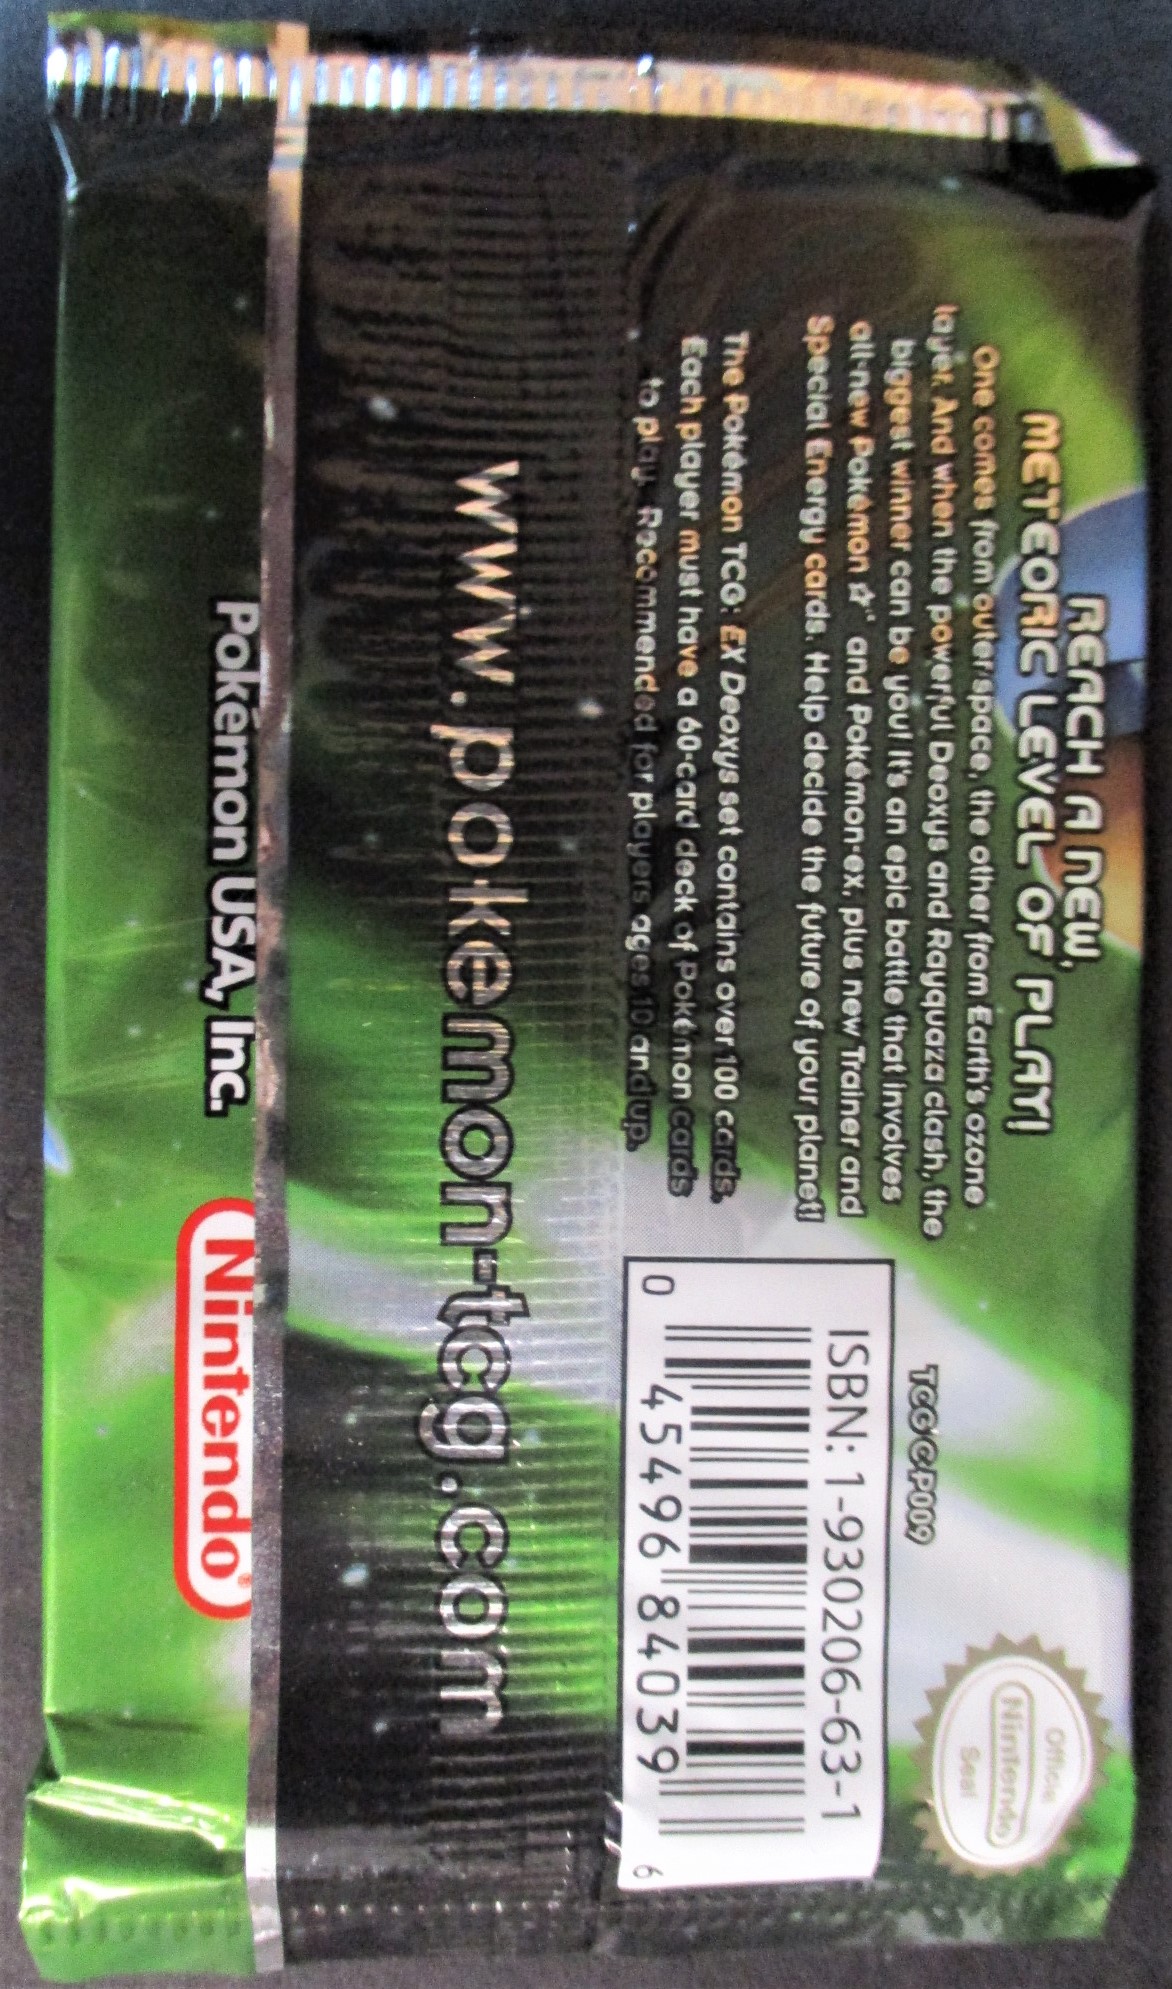 REACH A NEW,
METEORIC LEVEL OF PLAY!
One comes from outer space, the other from Earth's ozone
layer. And when the powerful Deoxys and Rayquaza clash, the
biggest winner can be you! It's an epic battle that involves
all-new Pokémon ☆ and Pokémon-ex, plus new Trainer and
Special Energy cards. Help decide the future of your planet!
The Pokémon TCG: EX Deoxys set contains over 100 cards.
Each player must have a 60-card deck of Pokémon cards
to play. Recommended for players ages 10 and up.
TCGCP009
ISBN: 1-930206-63-1
0 45496 84039 6
Official
Nintendo
Seal
www.pokemon-tcg.com
Pokémon USA, Inc.
Nintendo®